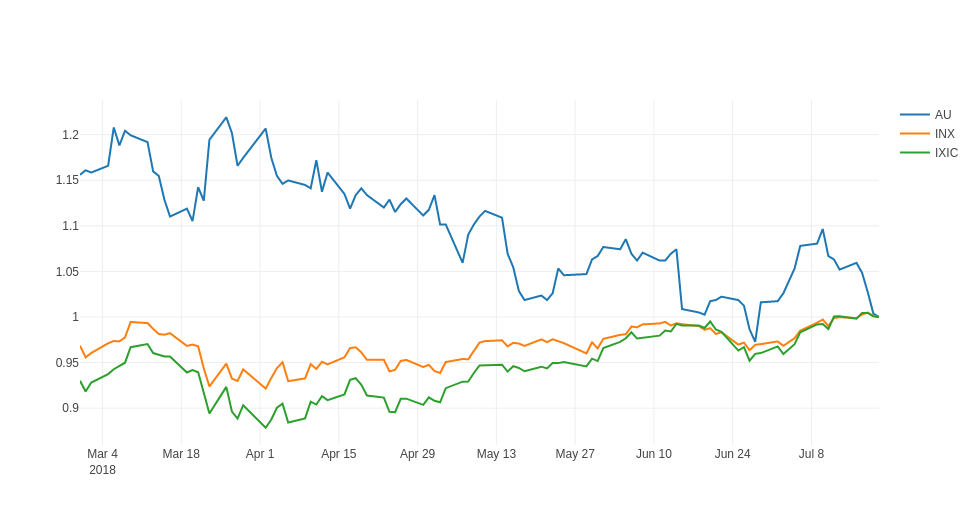 1.2
1.15
1.1
1.05
1
0.95
0.9
Mar 4
2018
Mar 18
Apr 1
Apr 15
Apr 29
May 13
May 27
Jun 10
Jun 24
Jul 8
AU
INX
IXIC